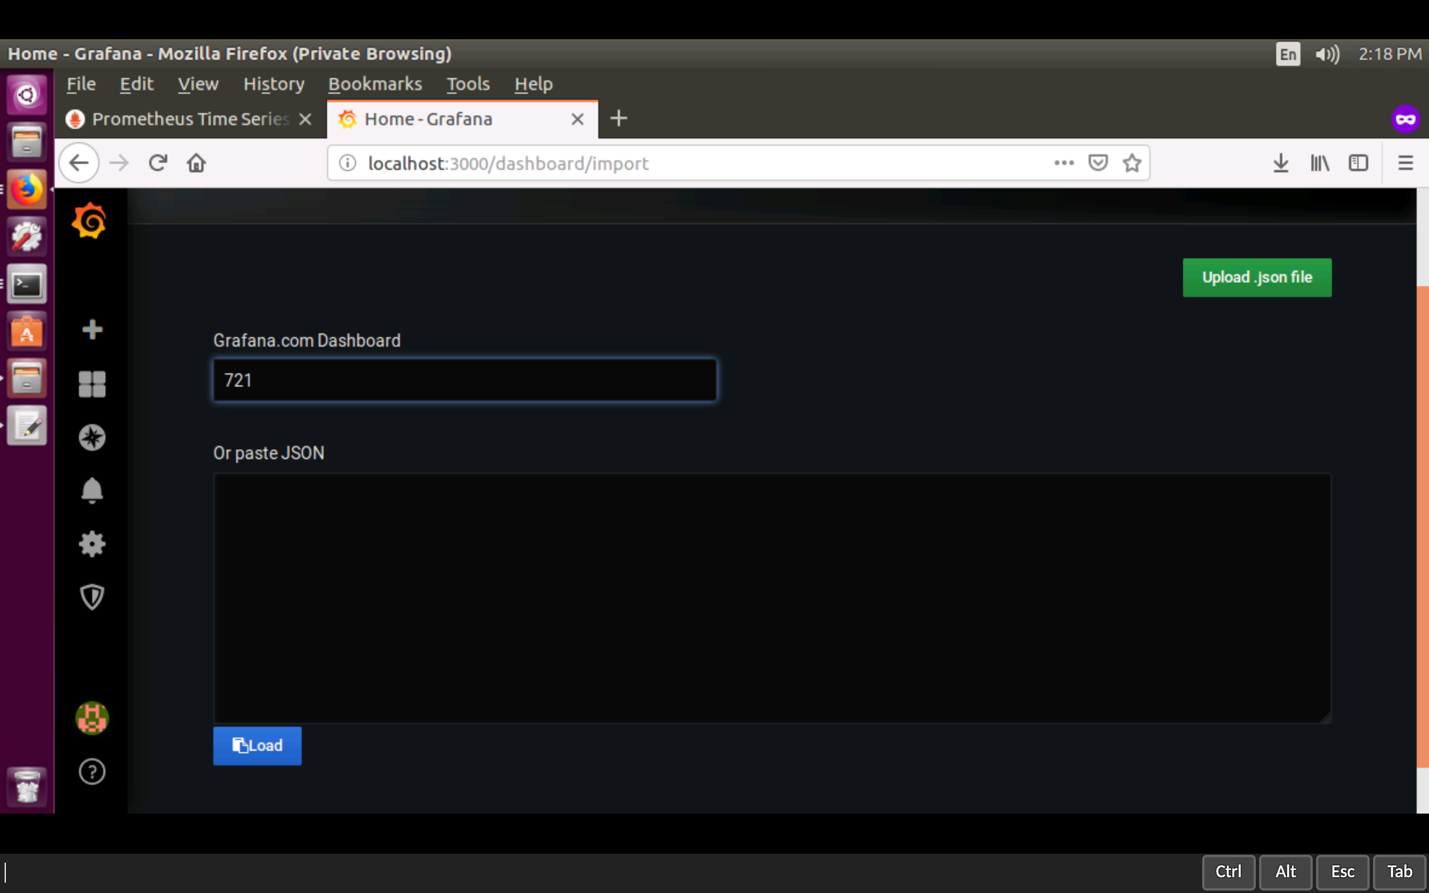 Home - Grafana - Mozilla Firefox (Private Browsing)
En
2:18 PM
File Edit View History Bookmarks Tools Help
Prometheus Time Series
Home - Grafana
localhost:3000/dashboard/import
Upload .json file
Grafana.com Dashboard
721
Or paste JSON
Load
Ctrl Alt Esc Tab